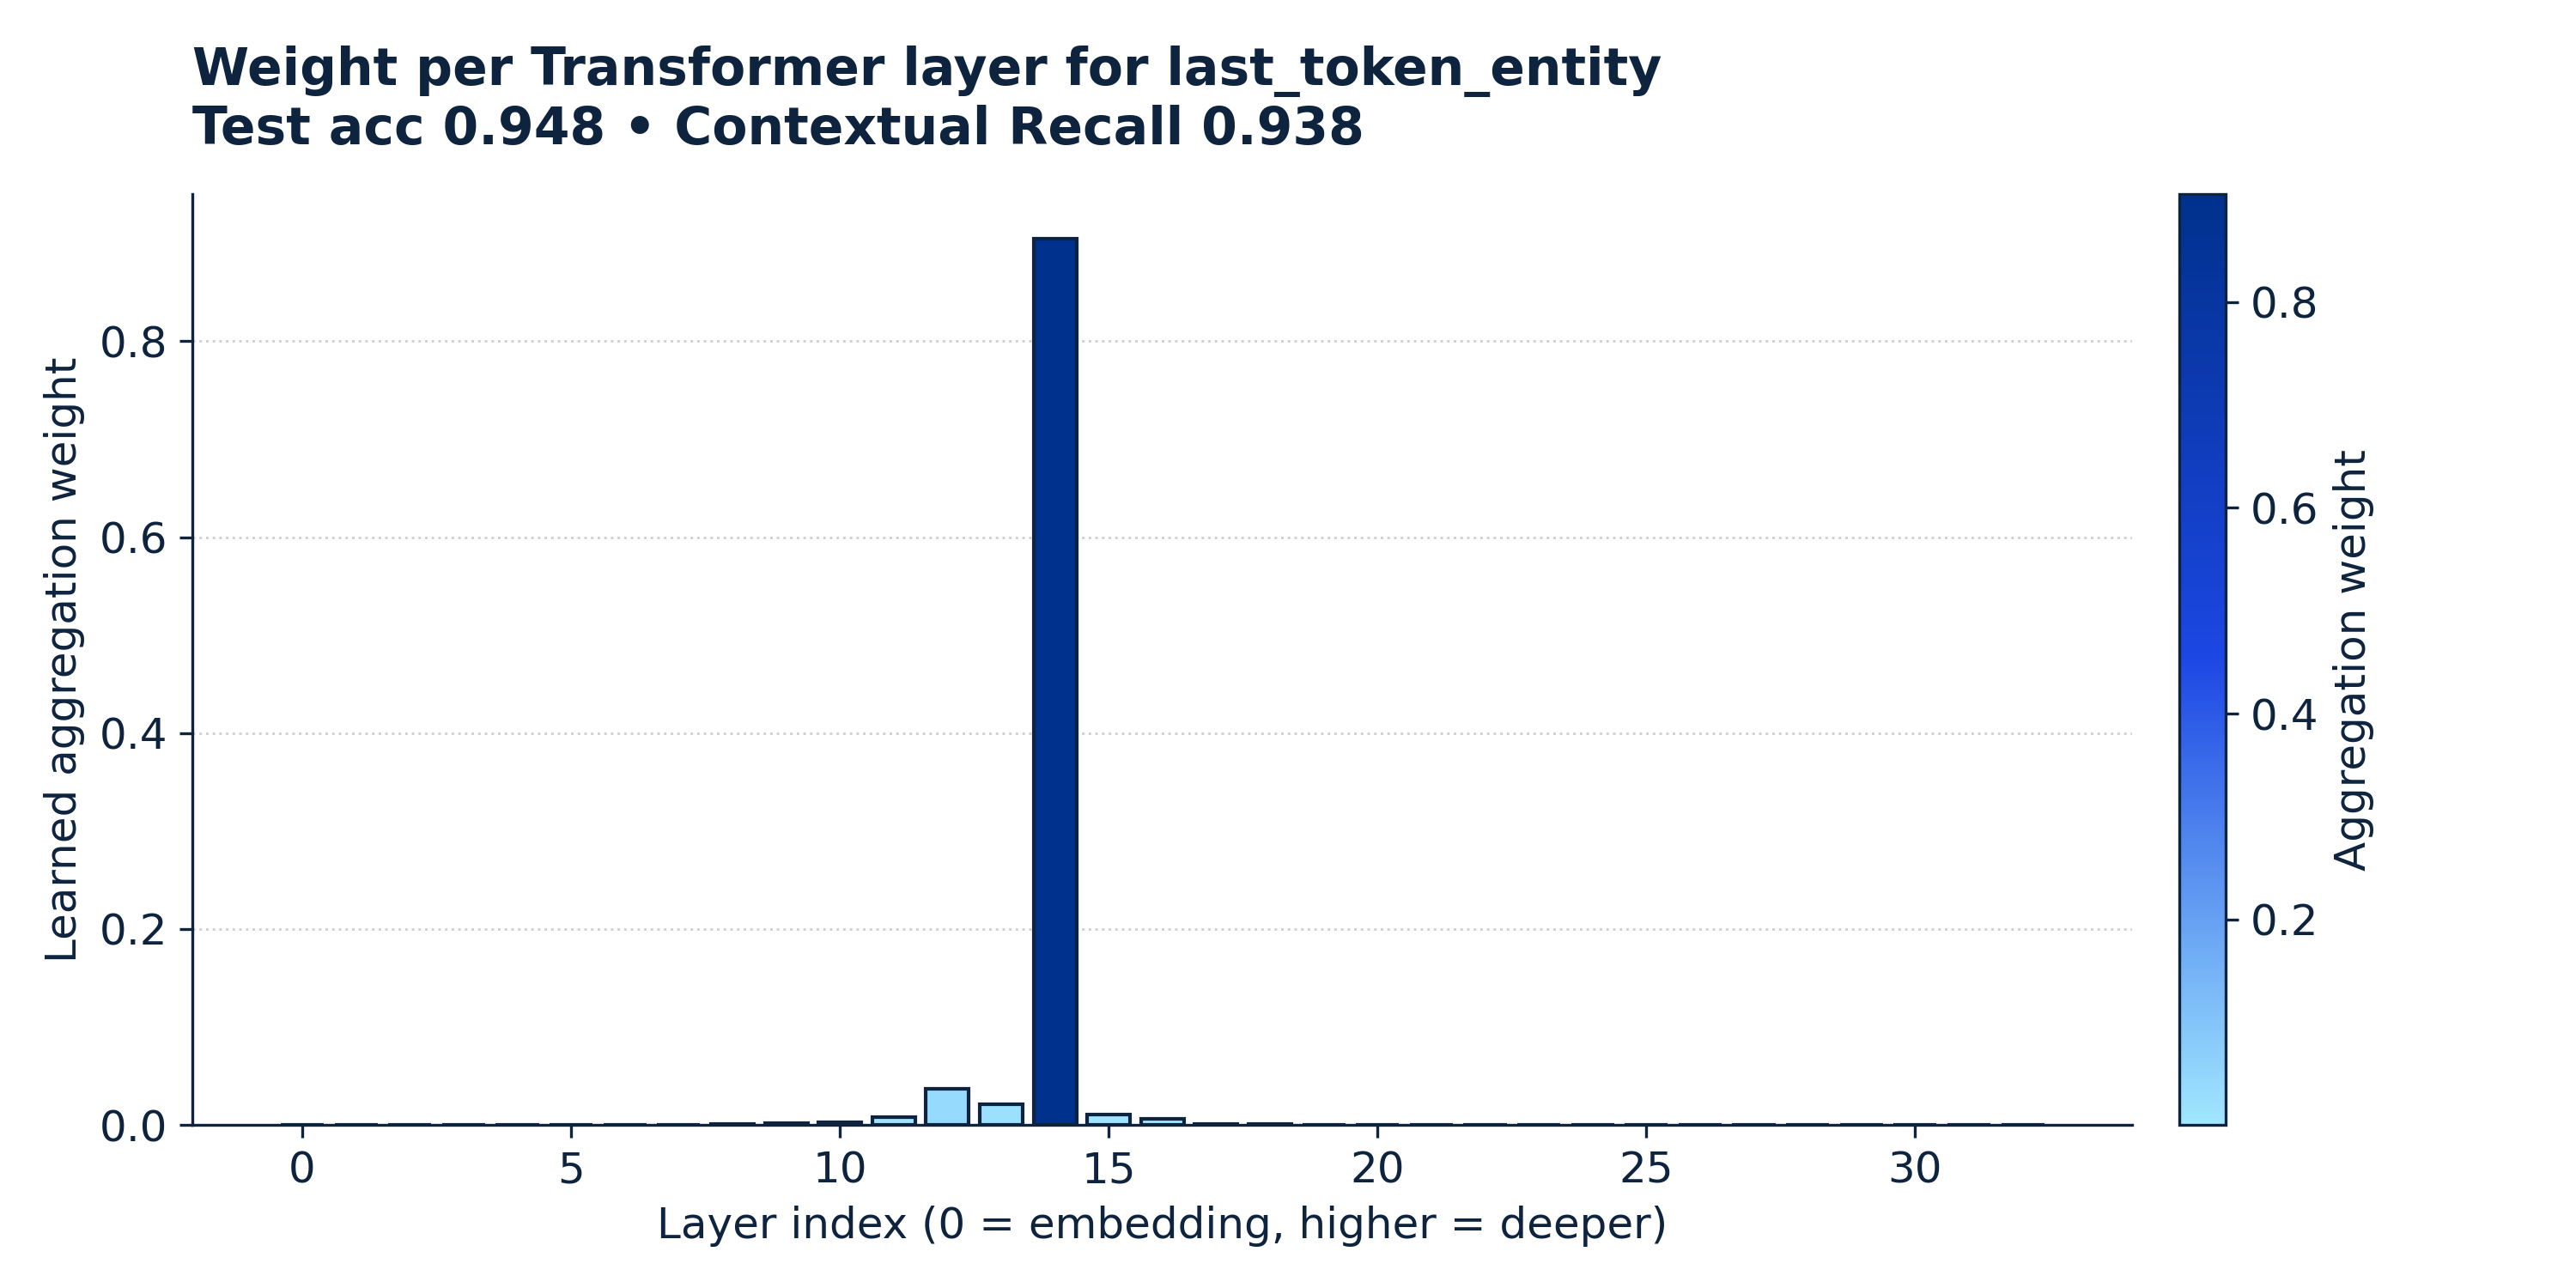 Weight per Transformer layer for last_token_entity
Test acc 0.948 • Contextual Recall 0.938
Learned aggregation weight
0.8
0.6
0.4
0.2
0.0
0 5 10 15 20 25 30
Layer index (0 = embedding, higher = deeper)
0.8
0.6
0.4
0.2
Aggregation weight